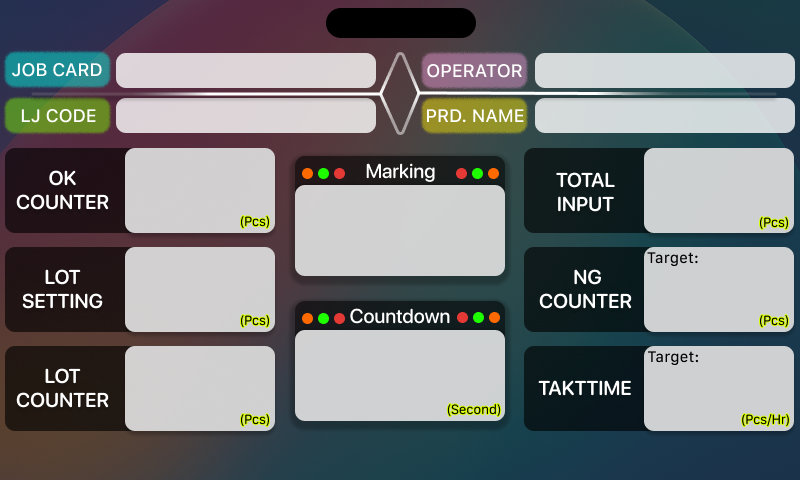 JOB CARD
OPERATOR
LJ CODE
PRD. NAME
OK
COUNTER
(Pcs)
Marking
TOTAL
INPUT
(Pcs)
LOT
SETTING
(Pcs)
NG
COUNTER
Target:
(Pcs)
Countdown
(Second)
LOT
COUNTER
(Pcs)
TAKTTIME
Target:
(Pcs/Hr)